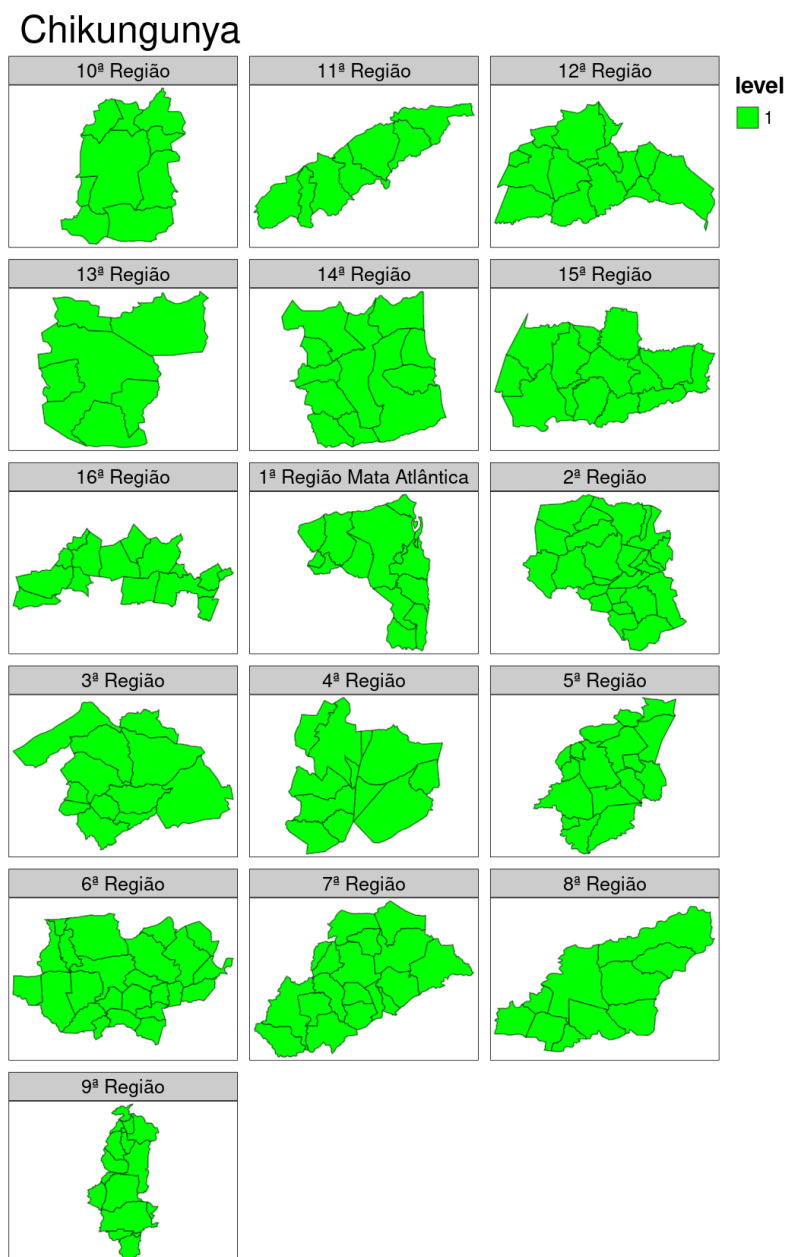 Chikungunya
10ª Região
11ª Região
12ª Região
level
1
13ª Região
14ª Região
15ª Região
16ª Região
1ª Região Mata Atlântica
2ª Região
3ª Região
4ª Região
5ª Região
6ª Região
7ª Região
8ª Região
9ª Região